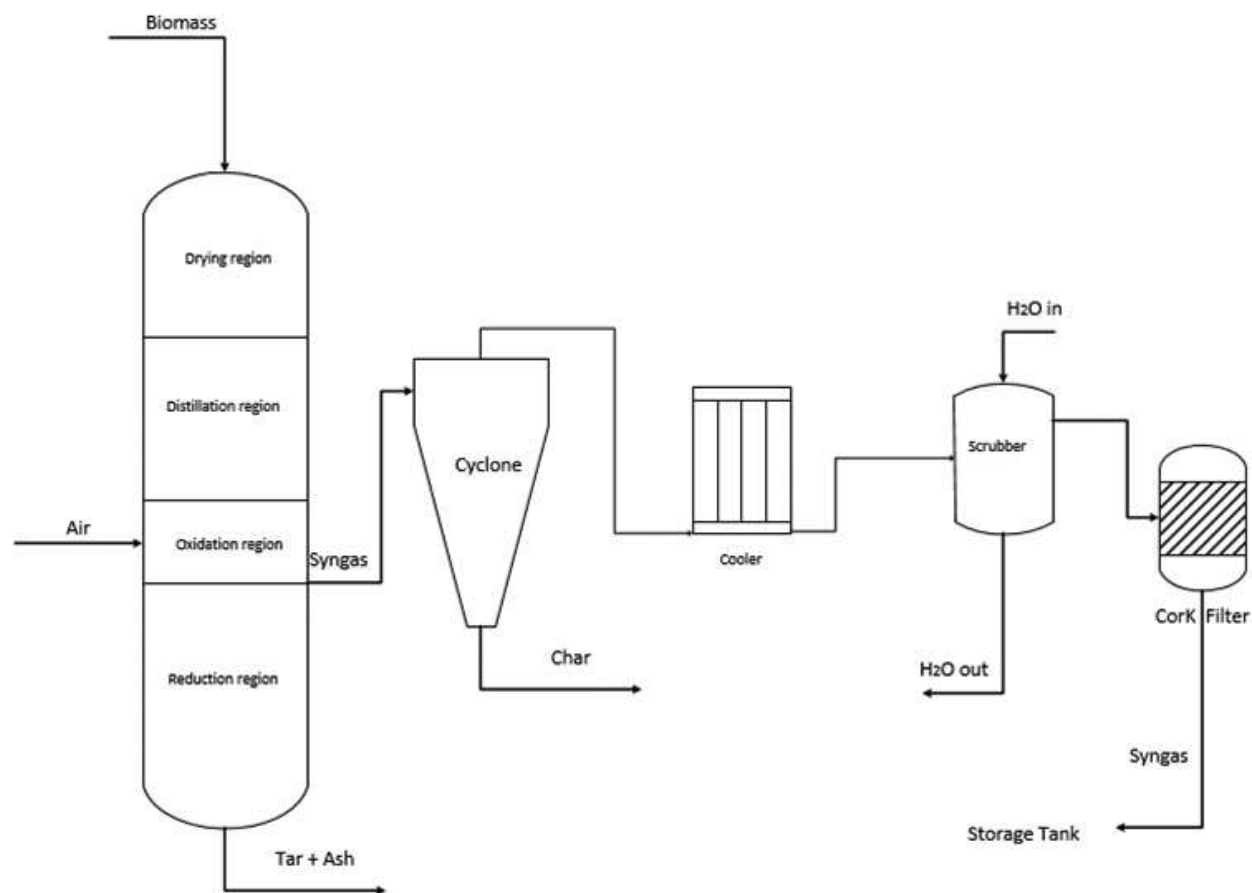 Biomass
Drying region
Distillation region
Air
Oxidation region
Syngas
Reduction region
Tar + Ash
Cyclone
Char
Cooler
H₂O in
Scrubber
H₂O out
CorK Filter
Syngas
Storage Tank